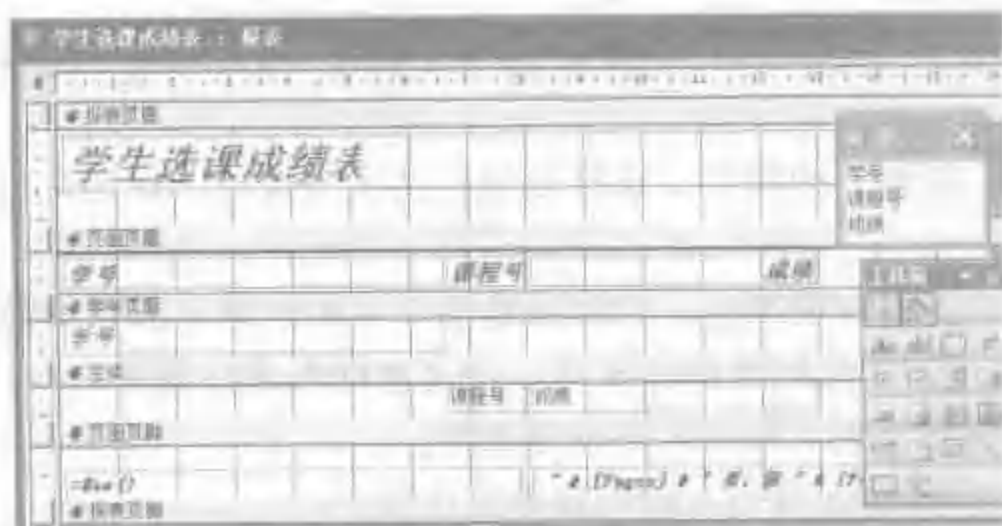 学生选课成绩表 : 报表
报表页眉
学生选课成绩表
页面页眉
学号 课程号 成绩
学号页眉
学号
主体
课程号 成绩
页面页脚
=Now()
报表页脚
学号
课程号
成绩